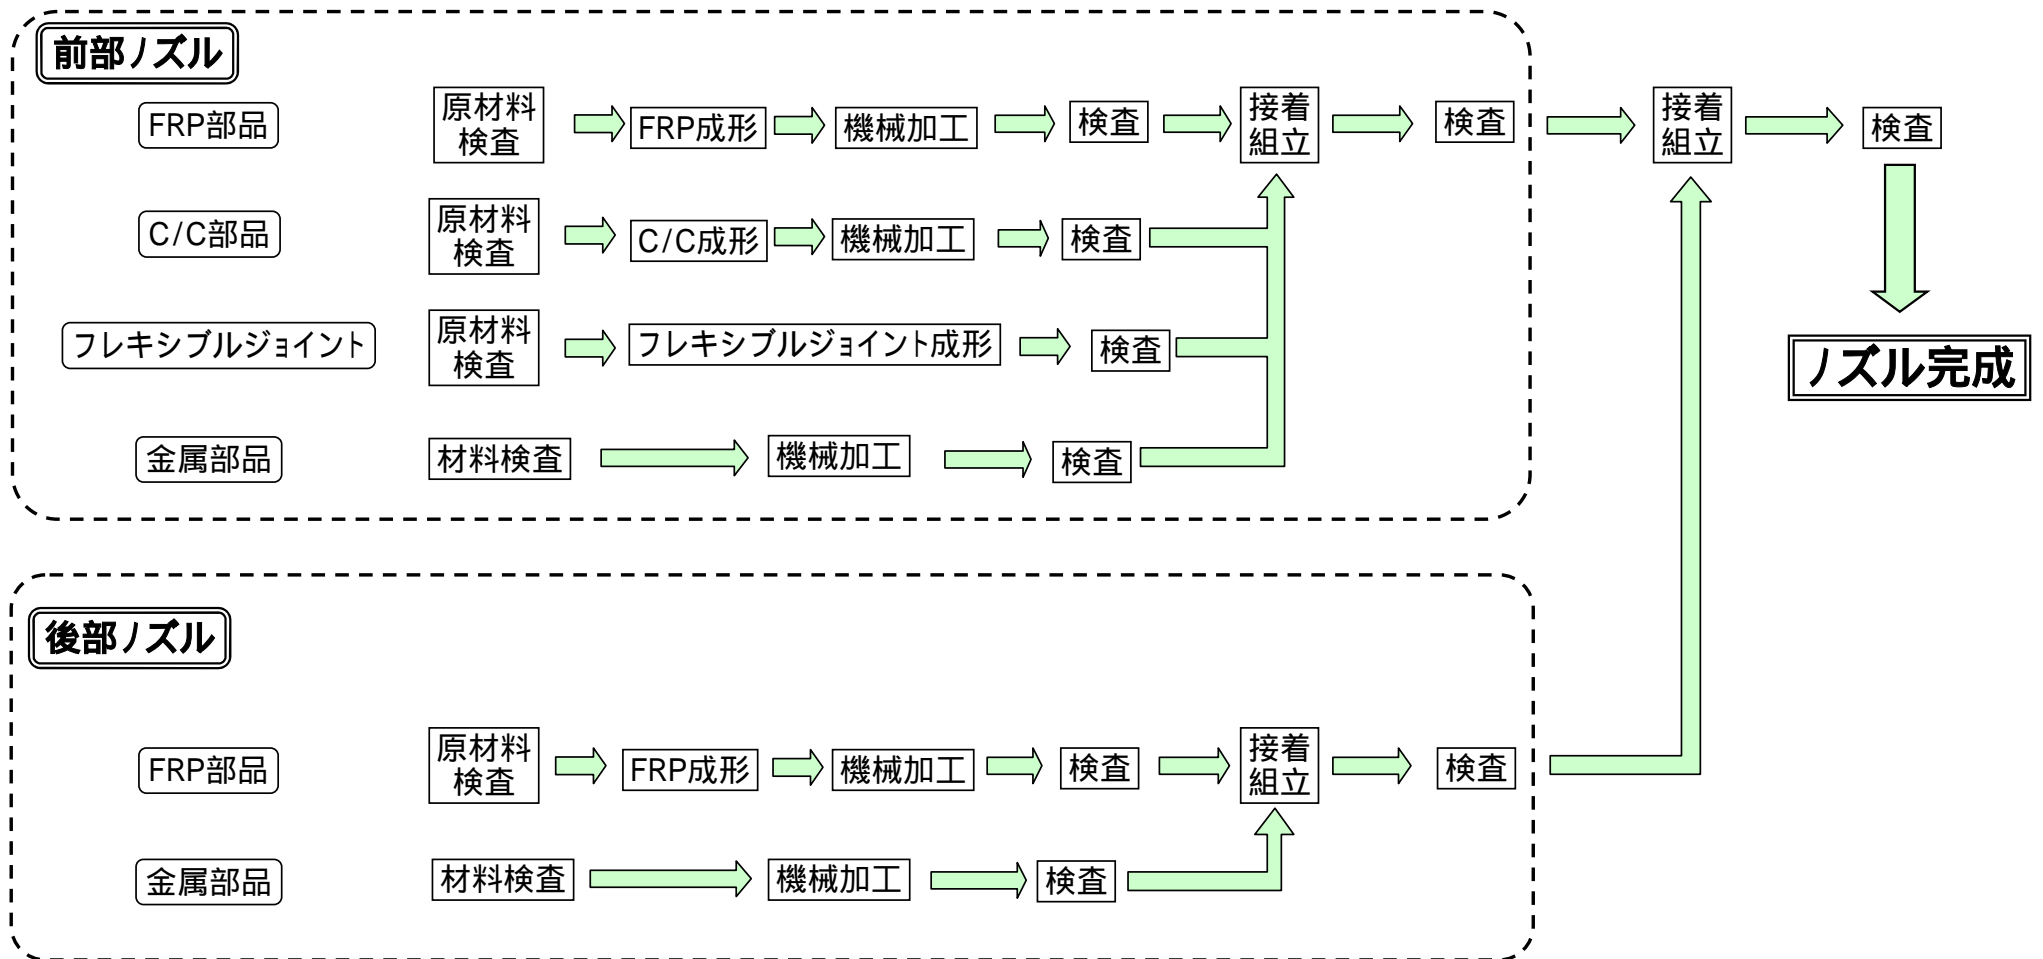 前部ノズル
FRP部品
原材料
検査
FRP成形
機械加工
検査
接着
組立
検査
接着
組立
検査
C/C部品
原材料
検査
C/C成形
機械加工
検査
フレキシブルジョイント
原材料
検査
フレキシブルジョイント成形
検査
ノズル完成
金属部品
材料検査
機械加工
検査
後部ノズル
FRP部品
原材料
検査
FRP成形
機械加工
検査
接着
組立
検査
金属部品
材料検査
機械加工
検査